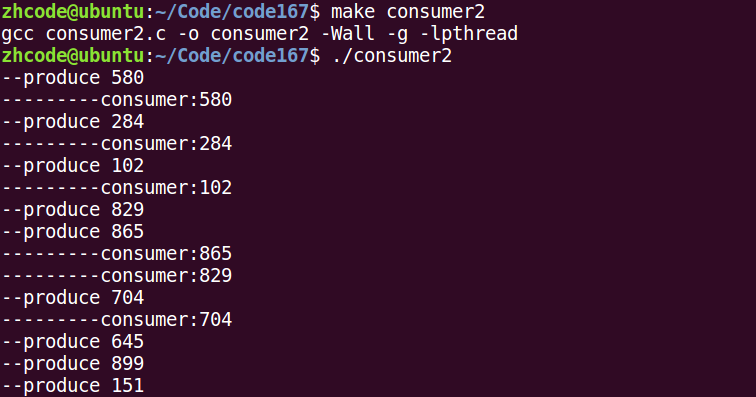 zhcode@ubuntu:~/Code/code167$ make consumer2
gcc consumer2.c -o consumer2 -Wall -g -lpthread
zhcode@ubuntu:~/Code/code167$ ./consumer2
--produce 580
---------consumer:580
--produce 284
---------consumer:284
--produce 102
---------consumer:102
--produce 829
--produce 865
---------consumer:865
---------consumer:829
--produce 704
---------consumer:704
--produce 645
--produce 899
--produce 151